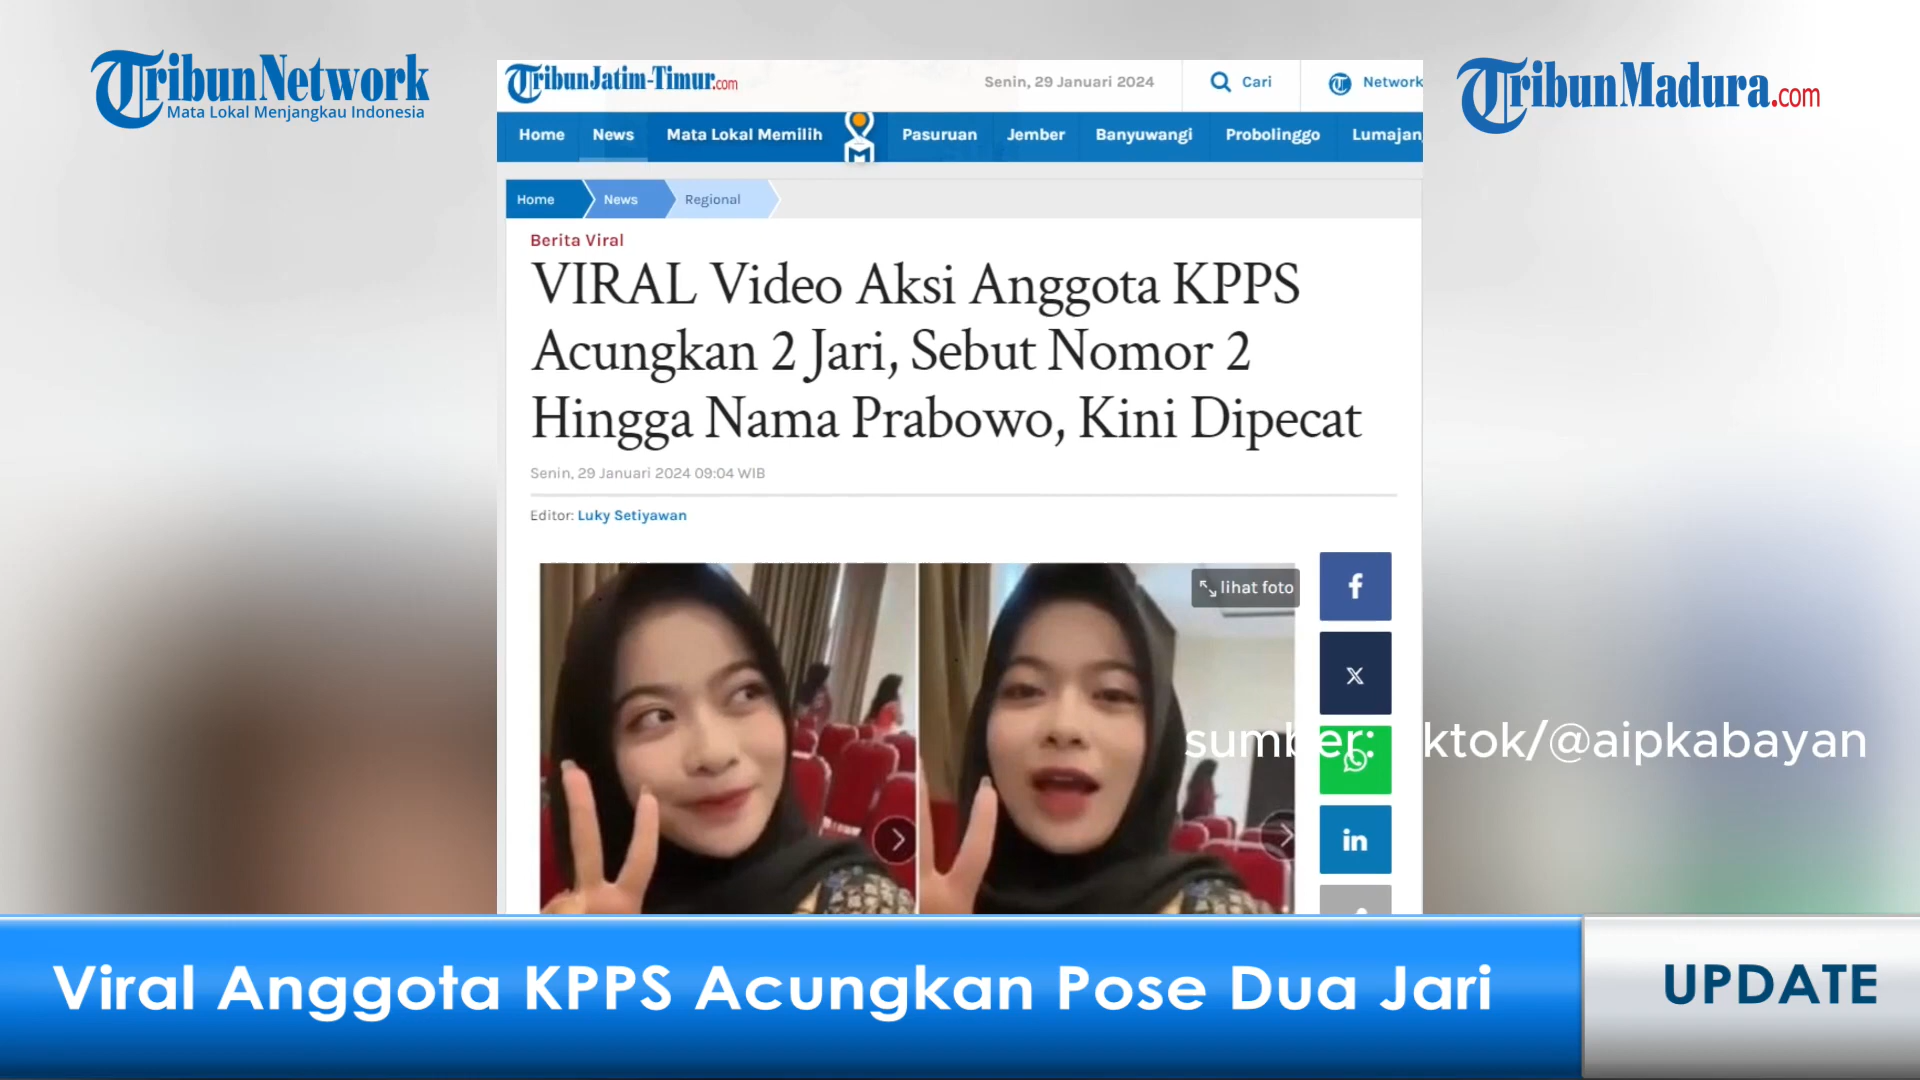 TribunNetwork
Mata Lokal Menjangkau Indonesia
TribunJatim-Timur.com
Senin, 29 Januari 2024
Cari
Network
TribunMadura.com
Home
News
Mata Lokal Memilih
M
Pasuruan
Jember
Banyuwangi
Probolinggo
Lumajan
Home
News
Regional
Berita Viral
VIRAL Video Aksi Anggota KPPS
Acungkan 2 Jari, Sebut Nomor 2
Hingga Nama Prabowo, Kini Dipecat
Senin, 29 Januari 2024 09:04 WIB
Editor: Luky Setiyawan
lihat foto
f
X
in
sumber: ktok/@aipkabayan
Viral Anggota KPPS Acungkan Pose Dua Jari
UPDATE